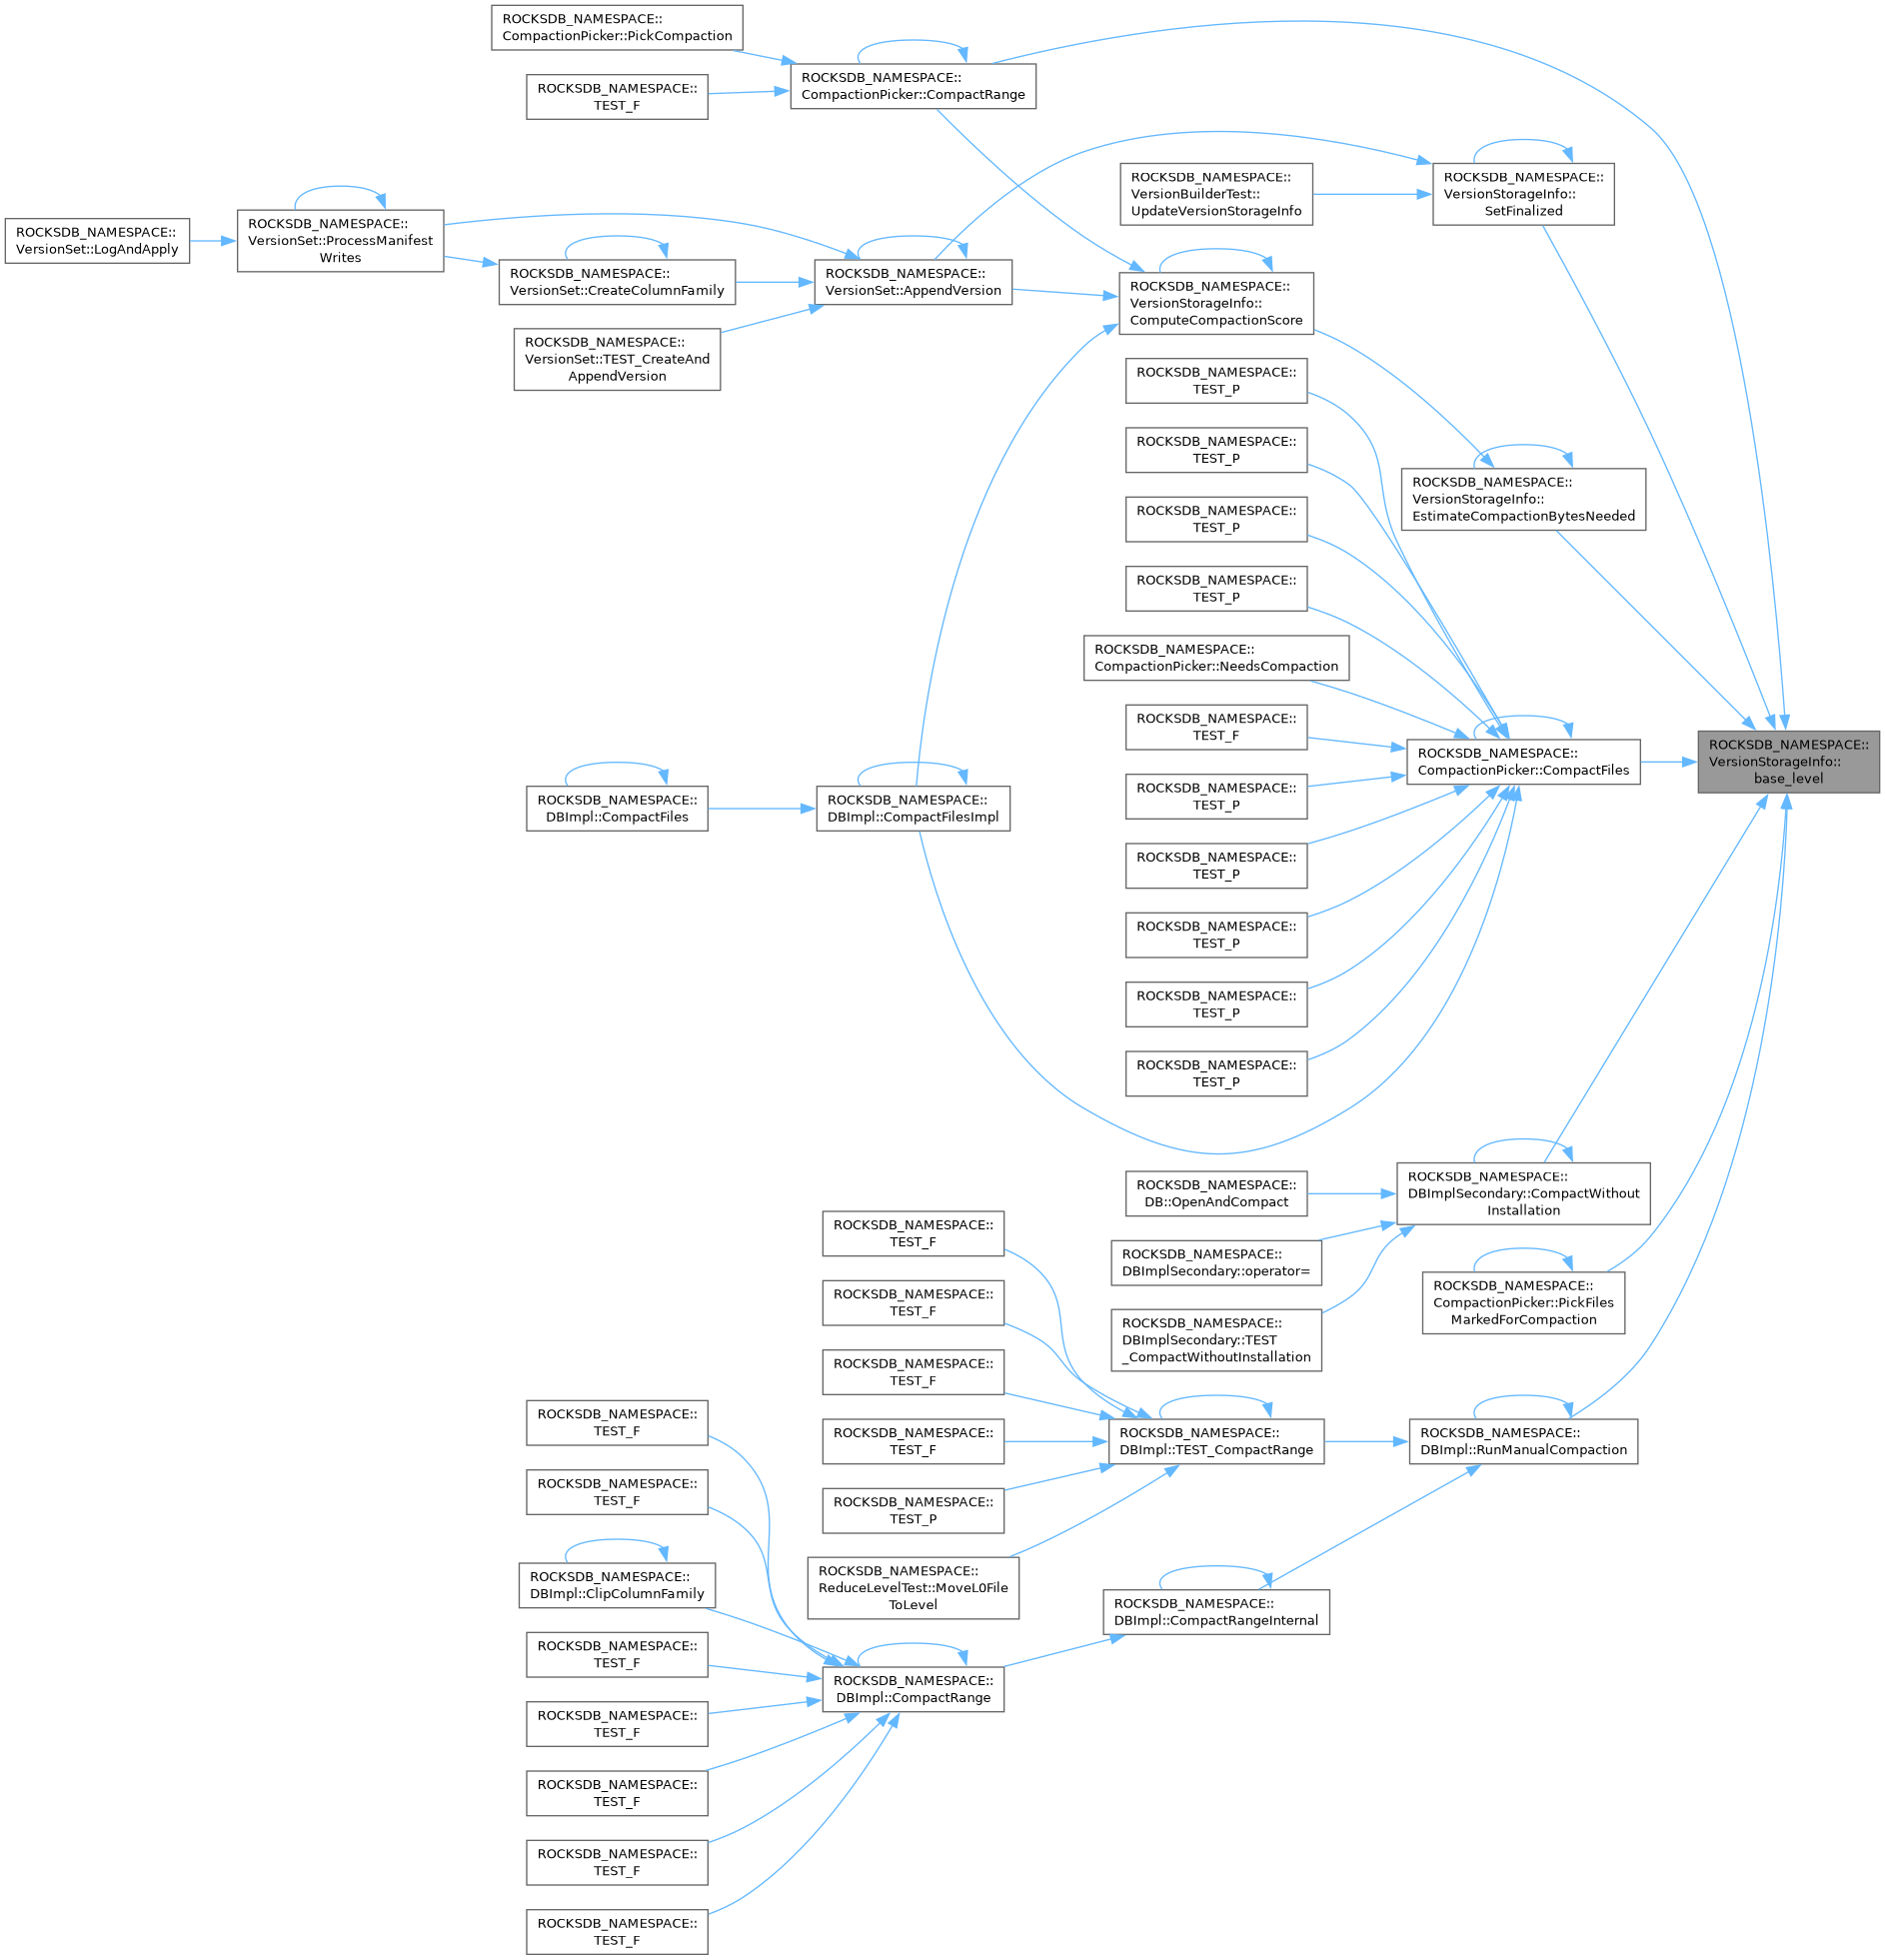 ROCKSDB_NAMESPACE::
CompactionPicker::PickCompaction
ROCKSDB_NAMESPACE::
TEST_F
ROCKSDB_NAMESPACE::
CompactionPicker::CompactRange
ROCKSDB_NAMESPACE::
VersionBuilderTest::
UpdateVersionStorageInfo
ROCKSDB_NAMESPACE::
VersionStorageInfo::
SetFinalized
ROCKSDB_NAMESPACE::
VersionSet::LogAndApply
ROCKSDB_NAMESPACE::
VersionSet::ProcessManifest
Writes
ROCKSDB_NAMESPACE::
VersionSet::CreateColumnFamily
ROCKSDB_NAMESPACE::
VersionSet::AppendVersion
ROCKSDB_NAMESPACE::
VersionStorageInfo::
ComputeCompactionScore
ROCKSDB_NAMESPACE::
VersionSet::TEST_CreateAnd
AppendVersion
ROCKSDB_NAMESPACE::
TEST_P
ROCKSDB_NAMESPACE::
TEST_P
ROCKSDB_NAMESPACE::
VersionStorageInfo::
EstimateCompactionBytesNeeded
ROCKSDB_NAMESPACE::
TEST_P
ROCKSDB_NAMESPACE::
TEST_P
ROCKSDB_NAMESPACE::
CompactionPicker::NeedsCompaction
ROCKSDB_NAMESPACE::
TEST_F
ROCKSDB_NAMESPACE::
CompactionPicker::CompactFiles
ROCKSDB_NAMESPACE::
VersionStorageInfo::
base_level
ROCKSDB_NAMESPACE::
TEST_P
ROCKSDB_NAMESPACE::
DBImpl::CompactFiles
ROCKSDB_NAMESPACE::
DBImpl::CompactFilesImpl
ROCKSDB_NAMESPACE::
TEST_P
ROCKSDB_NAMESPACE::
TEST_P
ROCKSDB_NAMESPACE::
TEST_P
ROCKSDB_NAMESPACE::
TEST_P
ROCKSDB_NAMESPACE::
DB::OpenAndCompact
ROCKSDB_NAMESPACE::
DBImplSecondary::CompactWithout
Installation
ROCKSDB_NAMESPACE::
TEST_F
ROCKSDB_NAMESPACE::
DBImplSecondary::operator=
ROCKSDB_NAMESPACE::
TEST_F
ROCKSDB_NAMESPACE::
DBImplSecondary::TEST
_CompactWithoutInstallation
ROCKSDB_NAMESPACE::
CompactionPicker::PickFiles
MarkedForCompaction
ROCKSDB_NAMESPACE::
TEST_F
ROCKSDB_NAMESPACE::
TEST_F
ROCKSDB_NAMESPACE::
TEST_F
ROCKSDB_NAMESPACE::
DBImpl::TEST_CompactRange
ROCKSDB_NAMESPACE::
DBImpl::RunManualCompaction
ROCKSDB_NAMESPACE::
TEST_F
ROCKSDB_NAMESPACE::
TEST_P
ROCKSDB_NAMESPACE::
DBImpl::ClipColumnFamily
ROCKSDB_NAMESPACE::
ReduceLevelTest::MoveL0File
ToLevel
ROCKSDB_NAMESPACE::
DBImpl::CompactRangeInternal
ROCKSDB_NAMESPACE::
TEST_F
ROCKSDB_NAMESPACE::
DBImpl::CompactRange
ROCKSDB_NAMESPACE::
TEST_F
ROCKSDB_NAMESPACE::
TEST_F
ROCKSDB_NAMESPACE::
TEST_F
ROCKSDB_NAMESPACE::
TEST_F